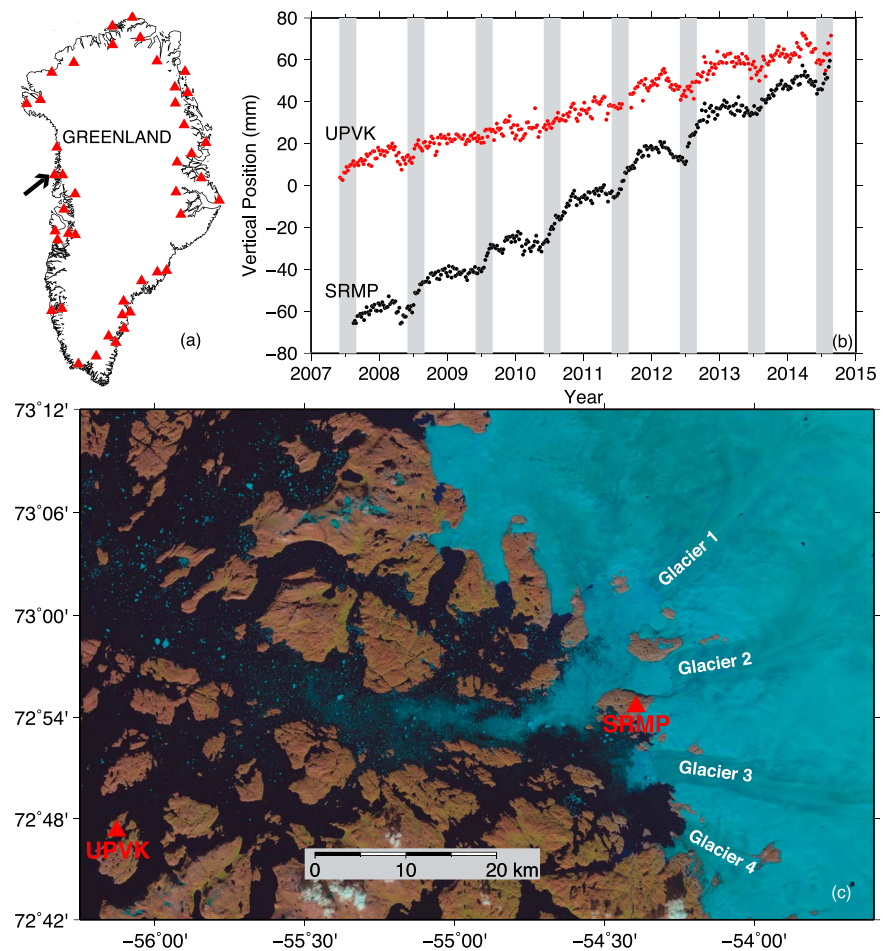 GREENLAND
(a)
Vertical Position (mm)
80
60
40
20
0
−20
−40
−60
−80
UPVK
SRMP
(b)
2007 2008 2009 2010 2011 2012 2013 2014 2015
Year
73˚12'
73˚06'
73˚00'
72˚54'
72˚48'
72˚42'
Glacier 1
Glacier 2
SRMP
Glacier 3
UPVK
Glacier 4
0 10 20 km
(c)
−56˚00' −55˚30' −55˚00' −54˚30' −54˚00'